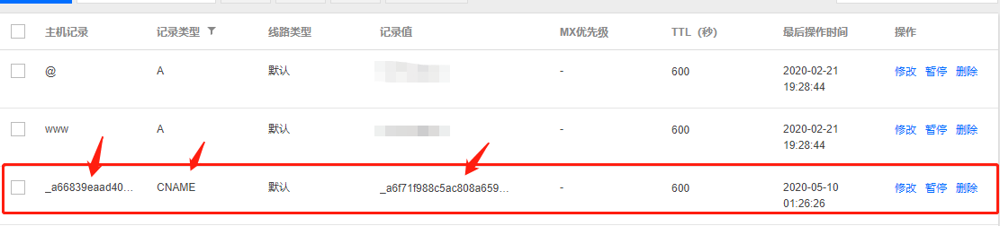 主机记录 记录类型 线路类型 记录值 MX优先级 TTL（秒） 最后操作时间 操作
@ A 默认 - 600 2020-02-21 修改 暂停 删除
19:28:44
www A 默认 - 600 2020-02-21 修改 暂停 删除
19:28:44
_a66839eaad40... CNAME 默认 _a6f71f988c5ac808a659... - 600 2020-05-10 修改 暂停 删除
01:26:26